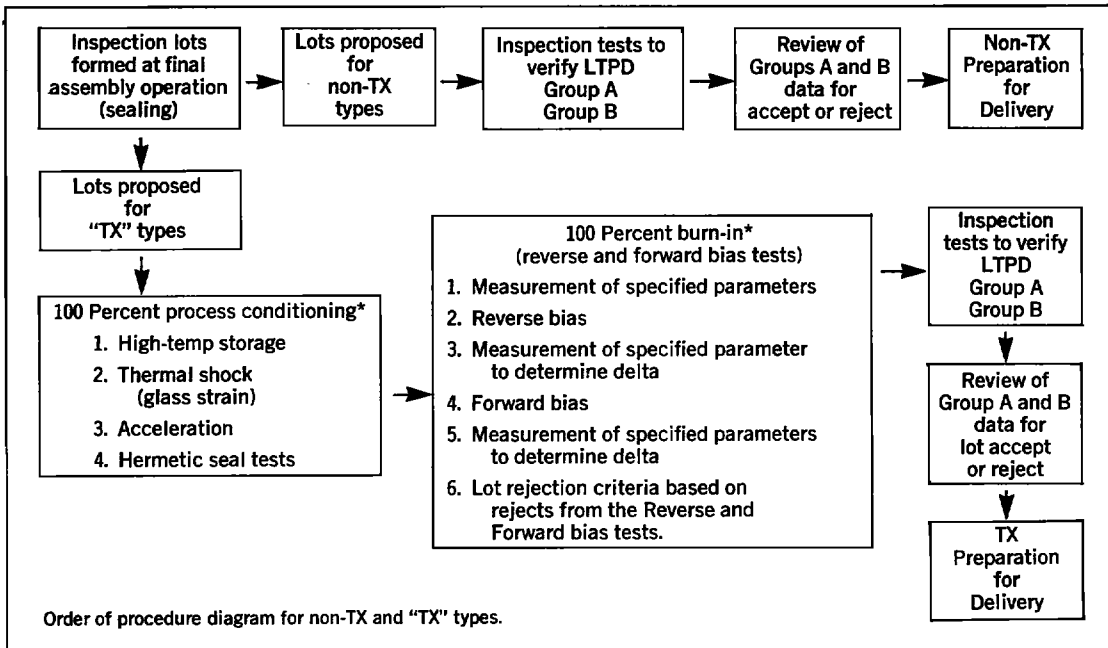 Inspection lots
formed at final
assembly operation
(sealing)
Lots proposed
for
non-TX
types
Inspection tests to
verify LTPD
Group A
Group B
Review of
Groups A and B
data for
accept or reject
Non-TX
Preparation
for
Delivery
Lots proposed
for
“TX” types
100 Percent process conditioning*
1. High-temp storage
2. Thermal shock
(glass strain)
3. Acceleration
4. Hermetic seal tests
100 Percent burn-in*
(reverse and forward bias tests)
1. Measurement of specified parameters
2. Reverse bias
3. Measurement of specified parameter
to determine delta
4. Forward bias
5. Measurement of specified parameters
to determine delta
6. Lot rejection criteria based on
rejects from the Reverse and
Forward bias tests.
Inspection
tests to verify
LTPD
Group A
Group B
Review of
Group A and B
data for
lot accept
or reject
TX
Preparation
for
Delivery
Order of procedure diagram for non-TX and “TX” types.